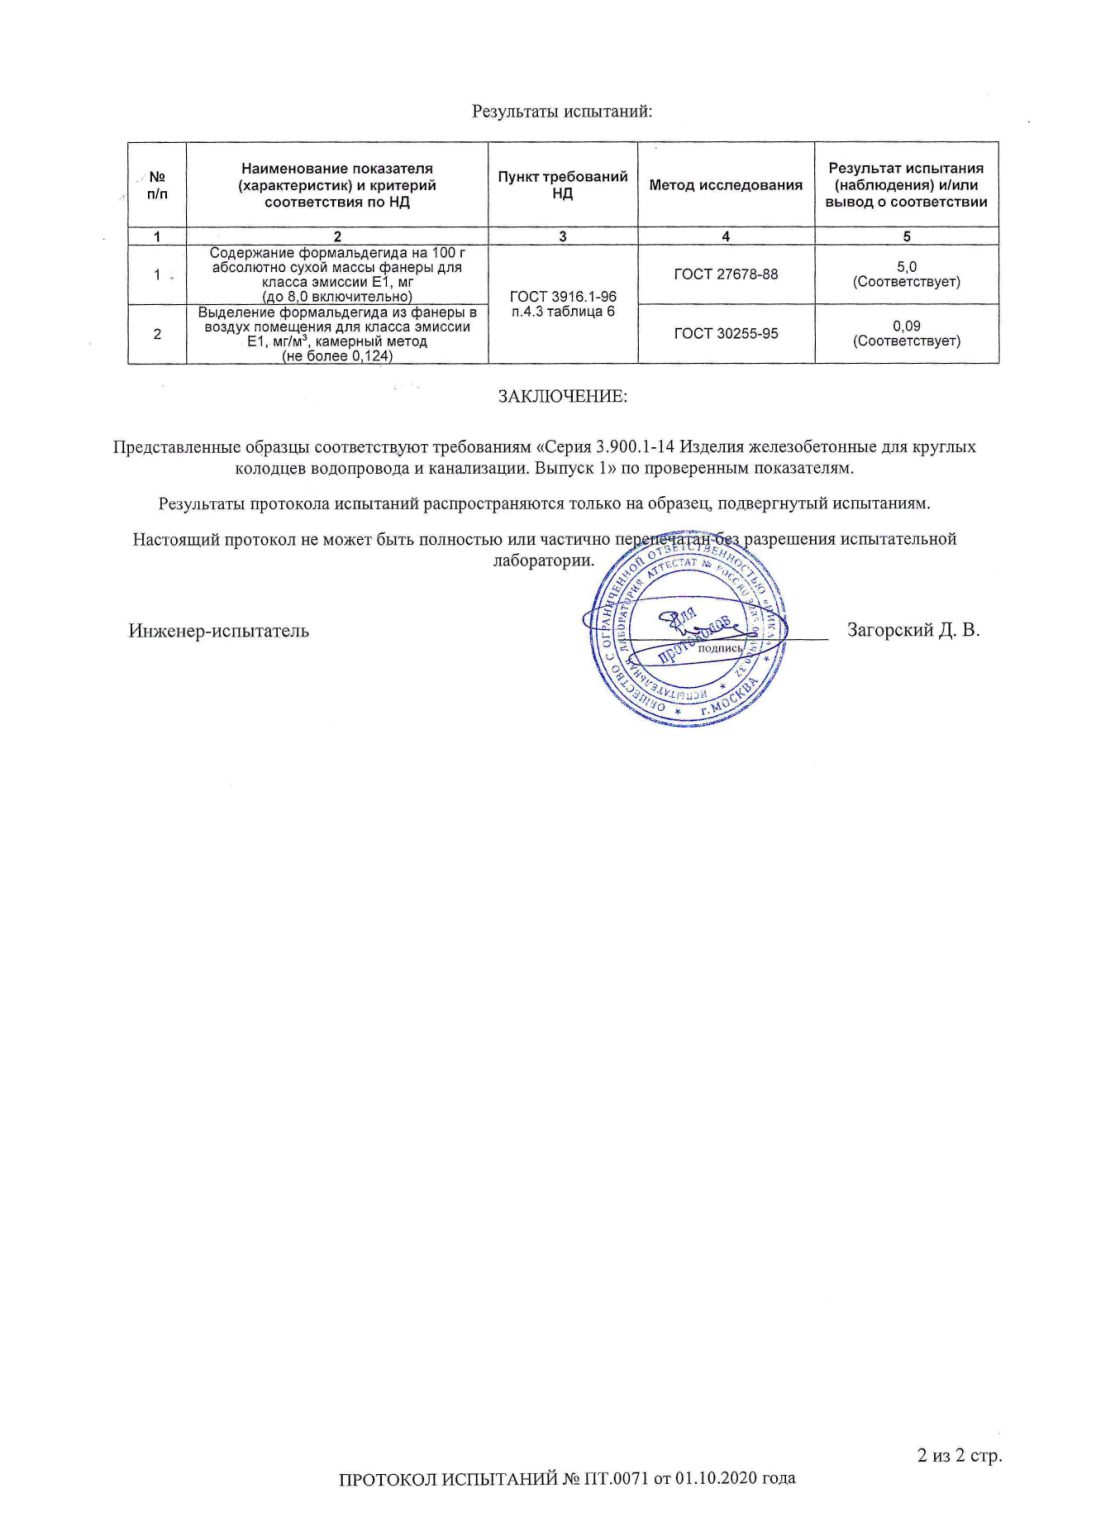 Результаты испытаний:
№
п/п
Наименование показателя
(характеристик) и критерий
соответствия по НД
Пункт требований
НД
Метод исследования
Результат испытания
(наблюдения) и/или
вывод о соответствии
1
2
3
4
5
1
Содержание формальдегида на 100 г
абсолютно сухой массы фанеры для
класса эмиссии Е1, мг
(до 8,0 включительно)
ГОСТ 3916.1-96
п.4.3 таблица 6
ГОСТ 27678-88
5,0
(Соответствует)
2
Выделение формальдегида из фанеры в
воздух помещения для класса эмиссии
Е1, мг/м³, камерный метод
(не более 0,124)
ГОСТ 30255-95
0,09
(Соответствует)
ЗАКЛЮЧЕНИЕ:
Представленные образцы соответствуют требованиям «Серия 3.900.1-14 Изделия железобетонные для круглых
колодцев водопровода и канализации. Выпуск 1» по проверенным показателям.
Результаты протокола испытаний распространяются только на образец, подвергнутый испытаниям.
Настоящий протокол не может быть полностью или частично перепечатан без разрешения испытательной
лаборатории.
Инженер-испытатель
подпись
Загорский Д. В.
ОБЩЕСТВО С ОГРАНИЧЕННОЙ ОТВЕТСТВЕННОСТЬЮ
г.МОСКВА
ИСПЫТАТЕЛЬНАЯ ЛАБОРАТОРИЯ АТТЕСТАТ №
Для
протоколов
2 из 2 стр.
ПРОТОКОЛ ИСПЫТАНИЙ № ПТ.0071 от 01.10.2020 года